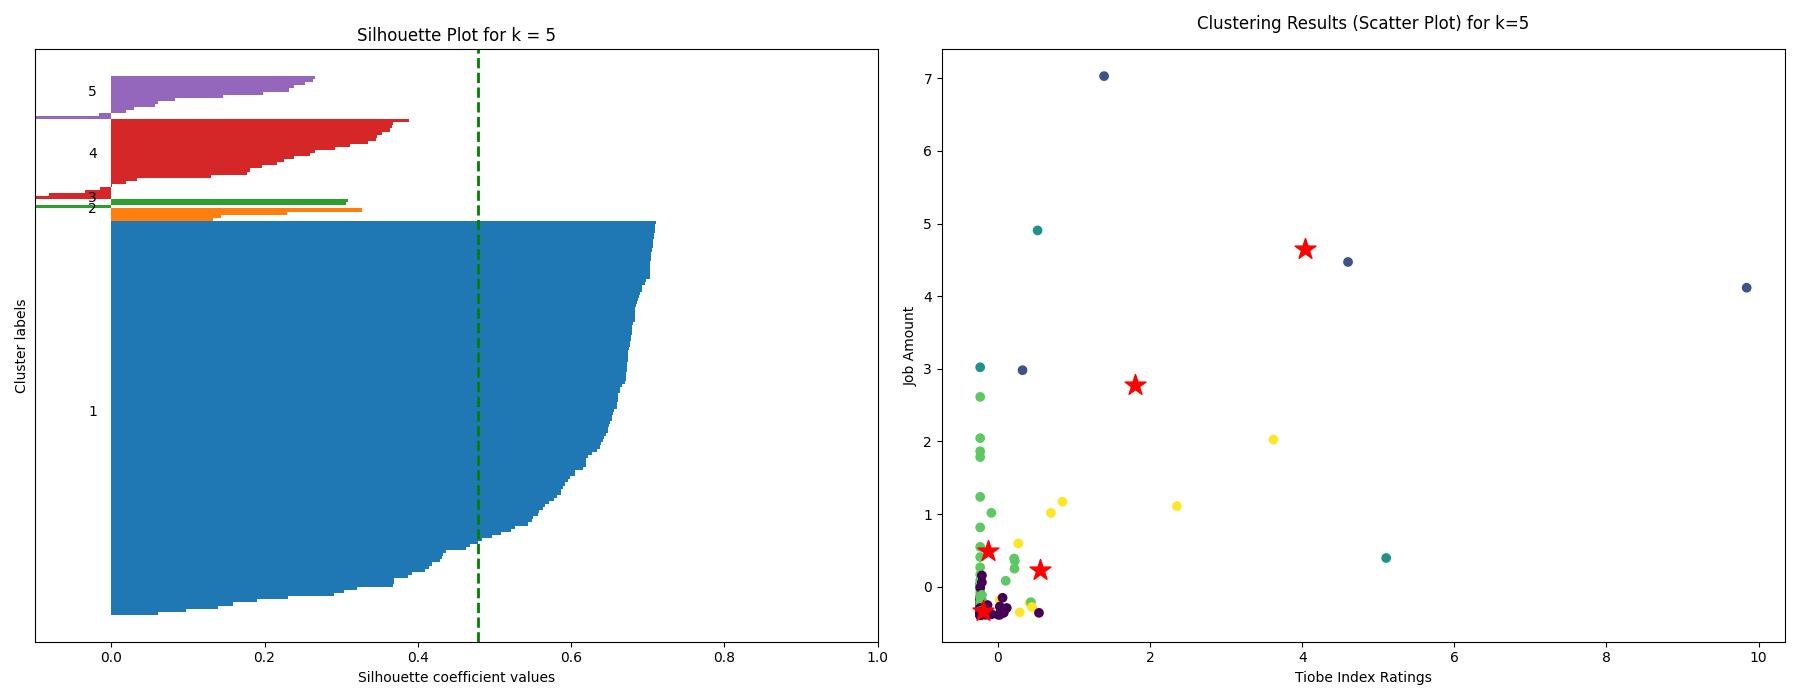 Silhouette Plot for k = 5
5
4
3
2
1
Cluster labels
0.0 0.2 0.4 0.6 0.8 1.0
Silhouette coefficient values
Clustering Results (Scatter Plot) for k=5
7
6
5
4
3
2
1
0
Job Amount
0 2 4 6 8 10
Tiobe Index Ratings